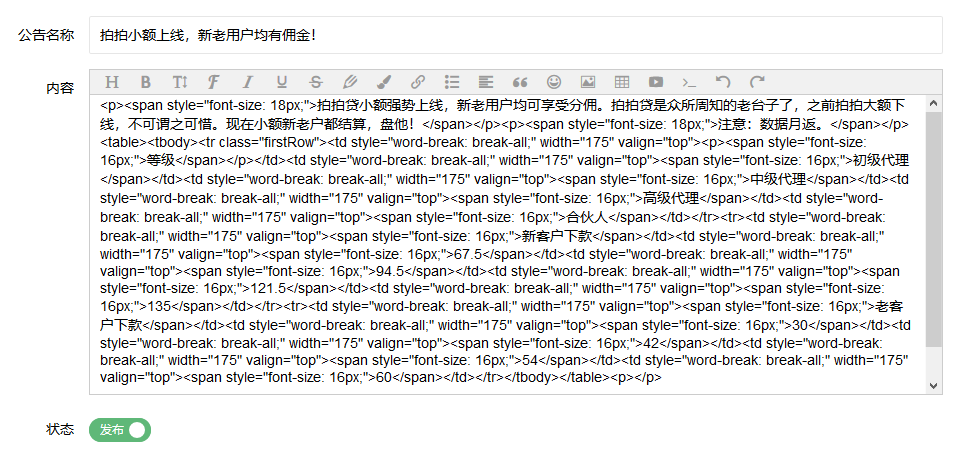 公告名称 拍拍小额上线，新老用户均有佣金！
内容
<p><span style="font-size: 18px;">拍拍贷小额强势上线，新老用户均可享受分佣。拍拍贷是众所周知的老台子了，之前拍拍大额下
线，不可谓之可惜。现在小额新老户都结算，盘他！</span></p><p><span style="font-size: 18px;">注意：数据月返。</span></p>
<table><tbody><tr class="firstRow"><td style="word-break: break-all;" width="175" valign="top"><p><span style="font-size:
16px;">等级</span></p></td><td style="word-break: break-all;" width="175" valign="top"><span style="font-size: 16px;">初级代理
</span></td><td style="word-break: break-all;" width="175" valign="top"><span style="font-size: 16px;">中级代理</span></td><td
style="word-break: break-all;" width="175" valign="top"><span style="font-size: 16px;">高级代理</span></td><td style="word-
break: break-all;" width="175" valign="top"><span style="font-size: 16px;">合伙人</span></td></tr><tr><td style="word-break:
break-all;" width="175" valign="top"><span style="font-size: 16px;">新客户下款</span></td><td style="word-break: break-all;"
width="175" valign="top"><span style="font-size: 16px;">67.5</span></td><td style="word-break: break-all;" width="175"
valign="top"><span style="font-size: 16px;">94.5</span></td><td style="word-break: break-all;" width="175" valign="top"><span
style="font-size: 16px;">121.5</span></td><td style="word-break: break-all;" width="175" valign="top"><span style="font-size:
16px;">135</span></td></tr><tr><td style="word-break: break-all;" width="175" valign="top"><span style="font-size: 16px;">老客
户下款</span></td><td style="word-break: break-all;" width="175" valign="top"><span style="font-size: 16px;">30</span></td><td
style="word-break: break-all;" width="175" valign="top"><span style="font-size: 16px;">42</span></td><td style="word-break:
break-all;" width="175" valign="top"><span style="font-size: 16px;">54</span></td><td style="word-break: break-all;" width="175"
valign="top"><span style="font-size: 16px;">60</span></td></tr></tbody></table><p></p>
状态 发布